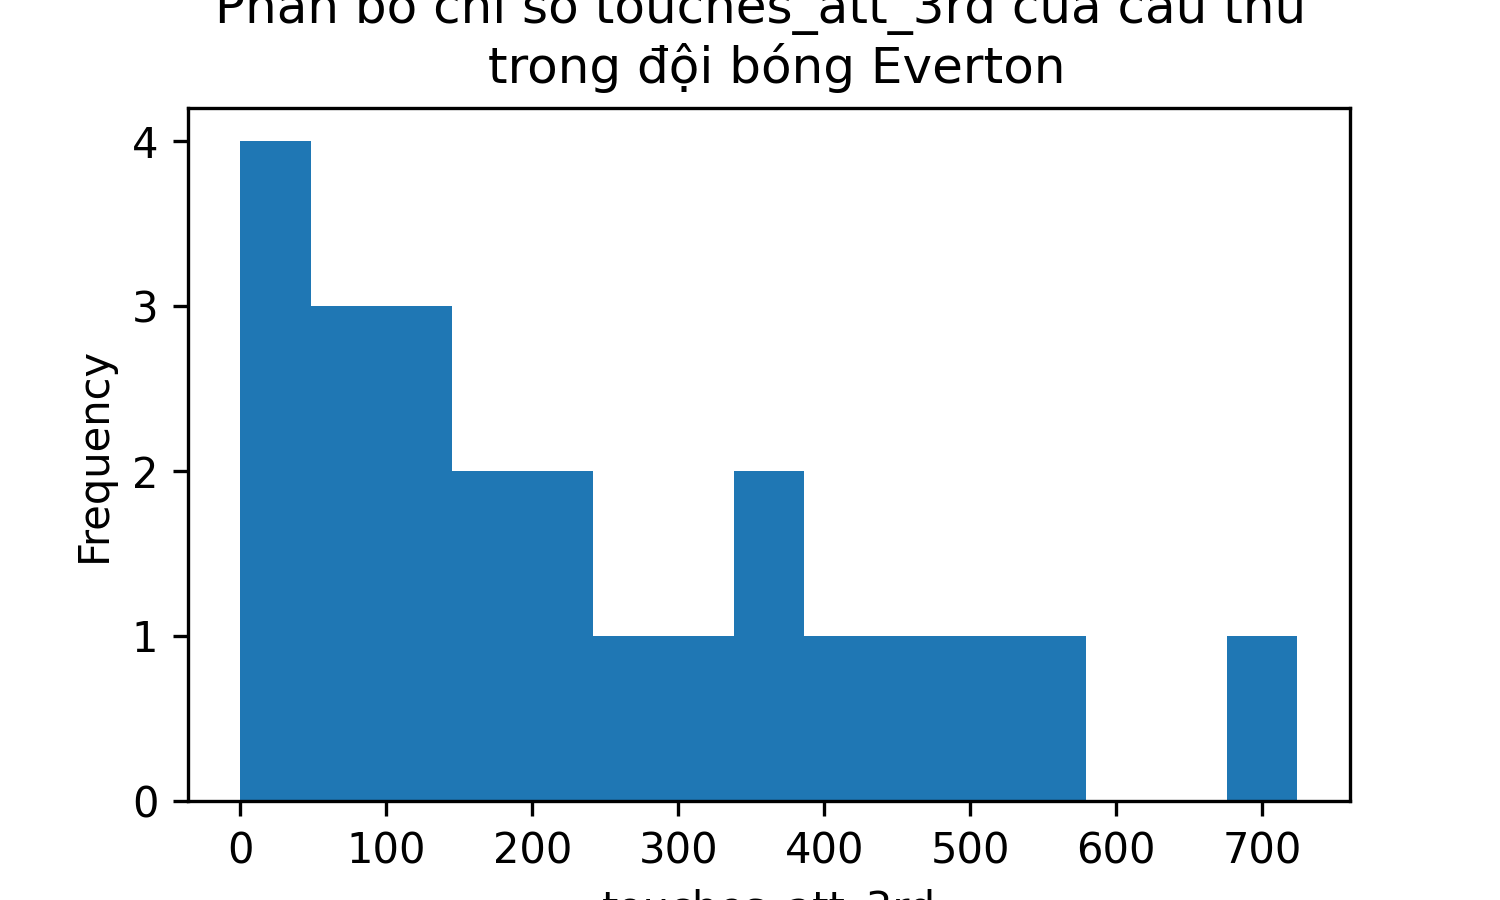 Phân bố chỉ số touches_att_3rd của cầu thủ
trong đội bóng Everton
4
3
2
1
0
Frequency
0 100 200 300 400 500 600 700
touches_att_3rd